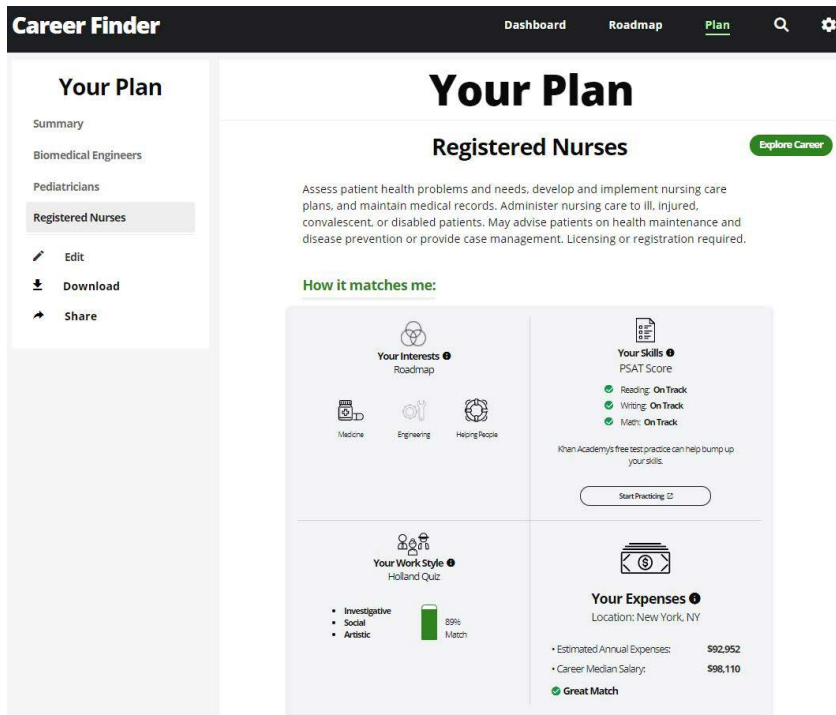 Career Finder
Dashboard
Roadmap
Plan
Your Plan
Summary
Biomedical Engineers
Pediatricians
Registered Nurses
Edit
Download
Share
Your Plan
Registered Nurses
Explore Career
Assess patient health problems and needs, develop and implement nursing care
plans, and maintain medical records. Administer nursing care to ill, injured,
convalescent, or disabled patients. May advise patients on health maintenance and
disease prevention or provide case management. Licensing or registration required.
How it matches me:
Your Interests
Roadmap
Medicine
Engineering
Helping People
Your Skills
PSAT Score
Reading: On Track
Writing: On Track
Math: On Track
Khan Academy's free test practice can help bump up
your skills.
Start Practicing
Your Work Style
Holland Quiz
• Investigative
• Social
• Artistic
89%
Match
Your Expenses
Location: New York, NY
• Estimated Annual Expenses: $92,952
• Career Median Salary: $98,110
Great Match